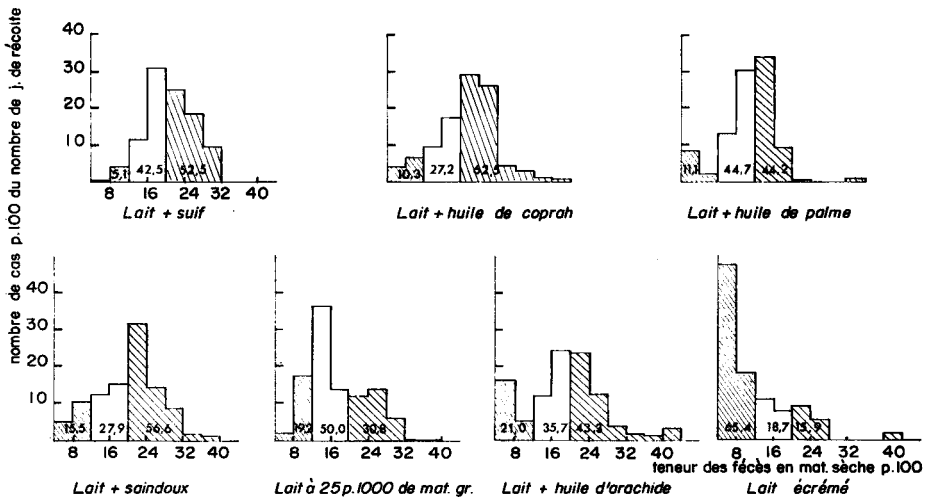 nombre de cas p.100 du nombre de j. de récolte
40
30
20
10
5,1 42,5 52,5
8 16 24 32 40
Lait + suif
10,3 27,2 62,5
Lait + huile de coprah
11,1 44,7 44,2
Lait + huile de palme
40
30
20
10
15,5 27,9 56,6
8 16 24 32 40
Lait + saindoux
19,2 50,0 30,8
8 16 24 32 40
Lait à 25 p.1000 de mat. gr.
21,0 35,7 43,3
8 16 24 32 40
Lait + huile d'arachide
65,4 18,7 15,9
8 16 24 32 40
teneur des fécès en mat. sèche p.100
Lait écrémé